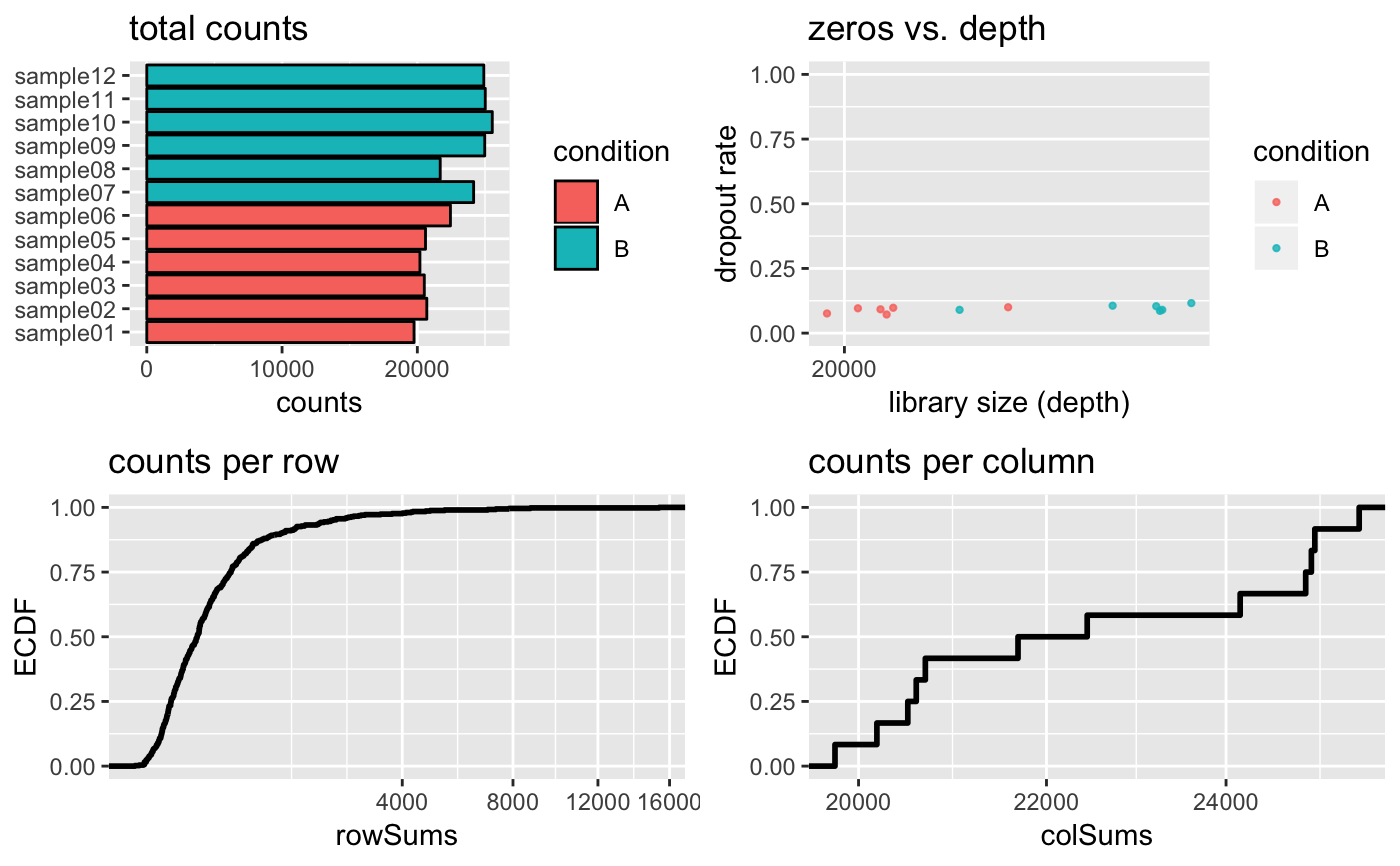 total counts
sample12
sample11
sample10
sample09
sample08
sample07
sample06
sample05
sample04
sample03
sample02
sample01
0 10000 20000
counts
condition
A
B
zeros vs. depth
dropout rate
1.00
0.75
0.50
0.25
0.00
20000
library size (depth)
condition
A
B
counts per row
ECDF
1.00
0.75
0.50
0.25
0.00
4000 8000 12000 16000
rowSums
counts per column
ECDF
1.00
0.75
0.50
0.25
0.00
20000 22000 24000
colSums